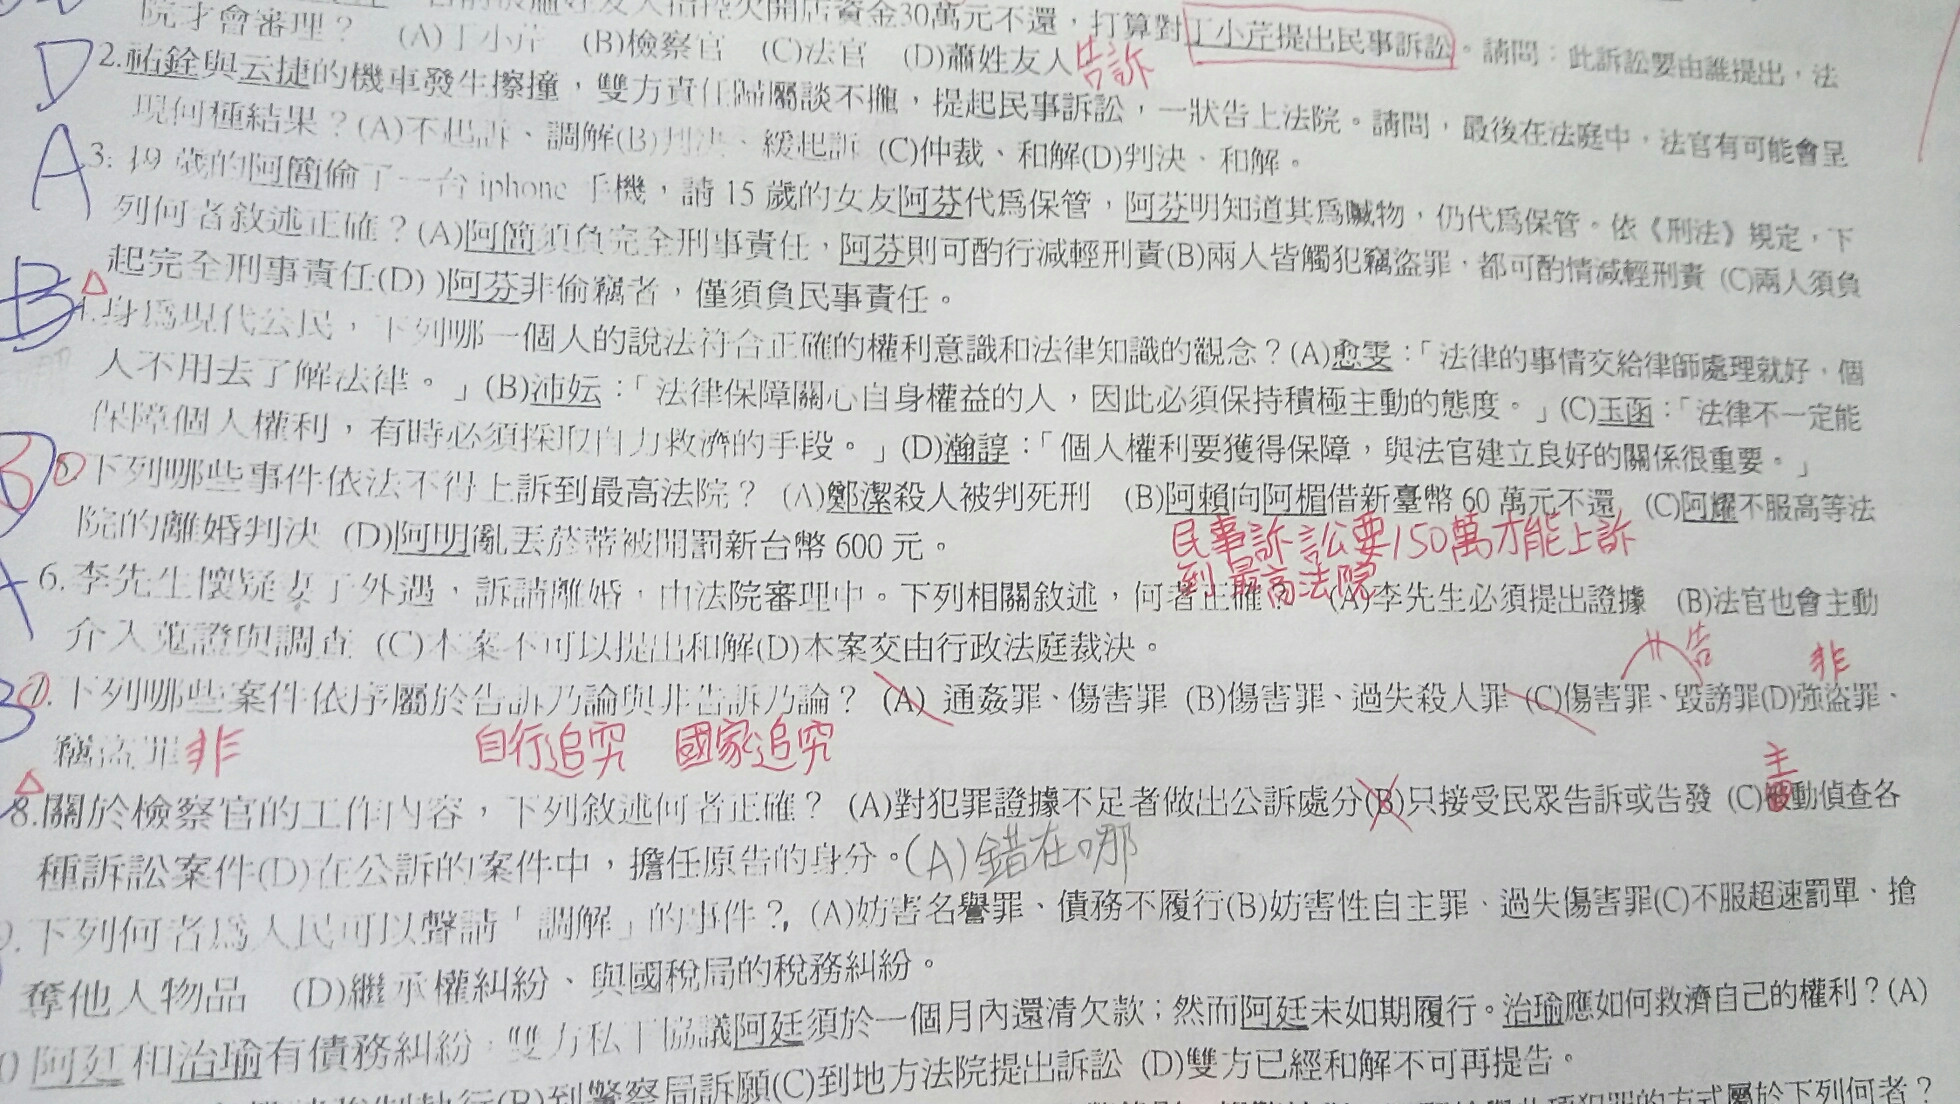 開店資金30萬元不還,打算對丁小芹提出民事訴訟。請問:此訴訟要由誰提出,法
院才會審理? (A)丁小芹 (B)檢察官 (C)法官 (D)蕭姓友人 告訴
D 2.祐銓與云捷的機車發生擦撞,雙方責任歸屬談不攏,提起民事訴訟,一狀告上法院。請問,最後在法庭中,法官有可能會呈
現何種結果?(A)不起訴、調解(B)判決、緩起訴 (C)仲裁、和解(D)判決、和解。
A 3. 19 歲的阿簡偷了一台 iphone 手機,請 15 歲的女友阿芬代為保管,阿芬明知道其為贓物,仍代為保管。依《刑法》規定,下
列何者敘述正確?(A)阿簡須負完全刑事責任,阿芬則可酌行減輕刑責(B)兩人皆觸犯竊盜罪,都可酌情減輕刑責 (C)兩人須負
起完全刑事責任(D) )阿芬非偷竊者,僅須負民事責任。
B 4.身為現代公民,下列哪一個人的說法符合正確的權利意識和法律知識的觀念?(A)愈雯:「法律的事情交給律師處理就好,個
人不用去了解法律。」(B)沛妘:「法律保障關心自身權益的人,因此必須保持積極主動的態度。」(C)玉函:「法律不一定能
保障個人權利,有時必須採取自力救濟的手段。」(D)瀚諄:「個人權利要獲得保障,與法官建立良好的關係很重要。」
5.下列哪些事件依法不得上訴到最高法院? (A)鄭潔殺人被判死刑 (B)阿賴向阿楣借新臺幣 60 萬元不還 (C)阿耀不服高等法
院的離婚判決 (D)阿明亂丟菸蒂被開罰新台幣 600 元。
民事訴訟要150萬才能上訴
到最高法院
6.李先生懷疑妻子外遇,訴請離婚,由法院審理中。下列相關敘述,何者正確? (A)李先生必須提出證據 (B)法官也會主動
介入蒐證與調查 (C)本案不可以提出和解(D)本案交由行政法庭裁決。
廾告 非
7.下列哪些案件依序屬於告訴乃論與非告訴乃論? (A) 通姦罪、傷害罪 (B)傷害罪、過失殺人罪 (C)傷害罪、毀謗罪(D)強盜罪、
竊盜罪 非 自行追究 國家追究
主
8.關於檢察官的工作內容,下列敘述何者正確? (A)對犯罪證據不足者做出公訴處分(B)只接受民眾告訴或告發 (C)被動偵查各
種訴訟案件(D)在公訴的案件中,擔任原告的身分。(A)錯在哪
9.下列何者為人民可以聲請「調解」的事件?, (A)妨害名譽罪、債務不履行(B)妨害性自主罪、過失傷害罪(C)不服超速罰單、搶
奪他人物品 (D)繼承權糾紛、與國稅局的稅務糾紛。
0 阿廷和治瑜有債務糾紛,雙方私下協議阿廷須於一個月內還清欠款;然而阿廷未如期履行。治瑜應如何救濟自己的權利?(A)
強制執行(B)到警察局訴願(C)到地方法院提出訴訟 (D)雙方已經和解不可再提告。
犯罪的方式屬於下列何者?